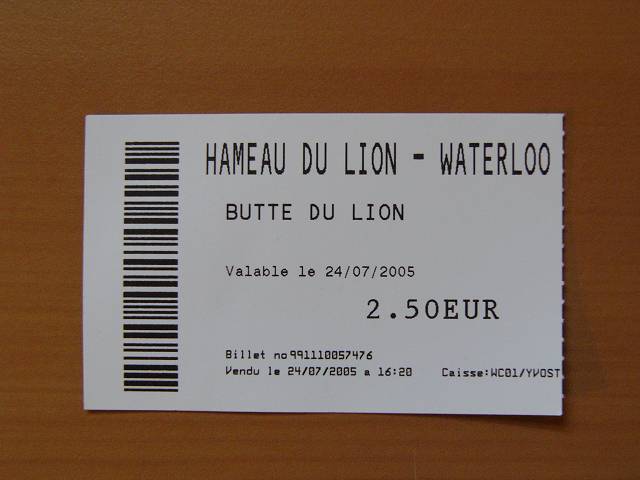 HAMEAU DU LION - WATERLOO
BUTTE DU LION
Valable le 24/07/2005
2.50EUR
Billet no991110057476
Vendu le 24/07/2005 a 16:20 Caisse:WC01/YVOST